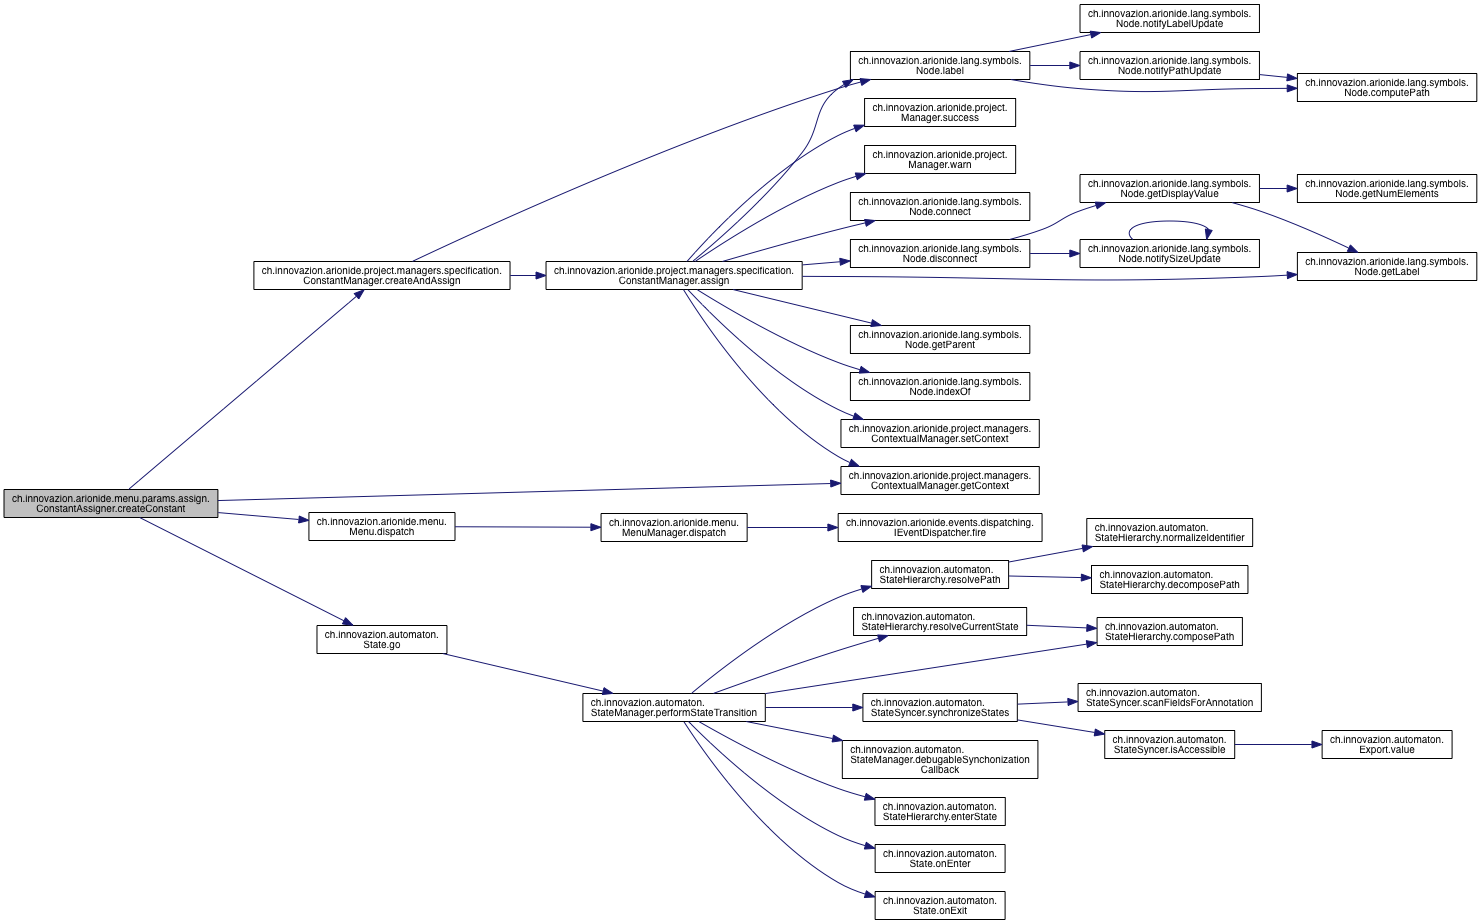 ch.innovazion.arionide.lang.symbols.
Node.notifyLabelUpdate
ch.innovazion.arionide.lang.symbols.
Node.label
ch.innovazion.arionide.lang.symbols.
Node.notifyPathUpdate
ch.innovazion.arionide.lang.symbols.
Node.computePath
ch.innovazion.arionide.project.
Manager.success
ch.innovazion.arionide.project.
Manager.warn
ch.innovazion.arionide.lang.symbols.
Node.getDisplayValue
ch.innovazion.arionide.lang.symbols.
Node.getNumElements
ch.innovazion.arionide.lang.symbols.
Node.connect
ch.innovazion.arionide.lang.symbols.
Node.disconnect
ch.innovazion.arionide.lang.symbols.
Node.notifySizeUpdate
ch.innovazion.arionide.lang.symbols.
Node.getLabel
ch.innovazion.arionide.project.managers.specification.
ConstantManager.createAndAssign
ch.innovazion.arionide.project.managers.specification.
ConstantManager.assign
ch.innovazion.arionide.lang.symbols.
Node.getParent
ch.innovazion.arionide.lang.symbols.
Node.indexOf
ch.innovazion.arionide.project.managers.
ContextualManager.setContext
ch.innovazion.arionide.project.managers.
ContextualManager.getContext
ch.innovazion.arionide.menu.params.assign.
ConstantAssigner.createConstant
ch.innovazion.arionide.menu.
Menu.dispatch
ch.innovazion.arionide.menu.
MenuManager.dispatch
ch.innovazion.arionide.events.dispatching.
IEventDispatcher.fire
ch.innovazion.automaton.
StateHierarchy.normalizeIdentifier
ch.innovazion.automaton.
StateHierarchy.resolvePath
ch.innovazion.automaton.
StateHierarchy.decomposePath
ch.innovazion.automaton.
StateHierarchy.resolveCurrentState
ch.innovazion.automaton.
StateHierarchy.composePath
ch.innovazion.automaton.
State.go
ch.innovazion.automaton.
StateManager.performStateTransition
ch.innovazion.automaton.
StateSyncer.synchronizeStates
ch.innovazion.automaton.
StateSyncer.scanFieldsForAnnotation
ch.innovazion.automaton.
StateSyncer.isAccessible
ch.innovazion.automaton.
Export.value
ch.innovazion.automaton.
StateManager.debugableSynchonization
Callback
ch.innovazion.automaton.
StateHierarchy.enterState
ch.innovazion.automaton.
State.onEnter
ch.innovazion.automaton.
State.onExit